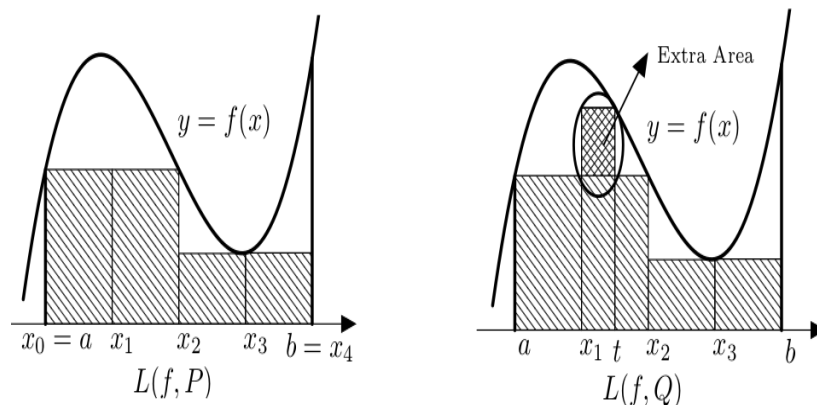 y = f(x)
x₀ = a x₁ x₂ x₃ b = x₄
L(f, P)
Extra Area
y = f(x)
a x₁ t x₂ x₃ b
L(f, Q)